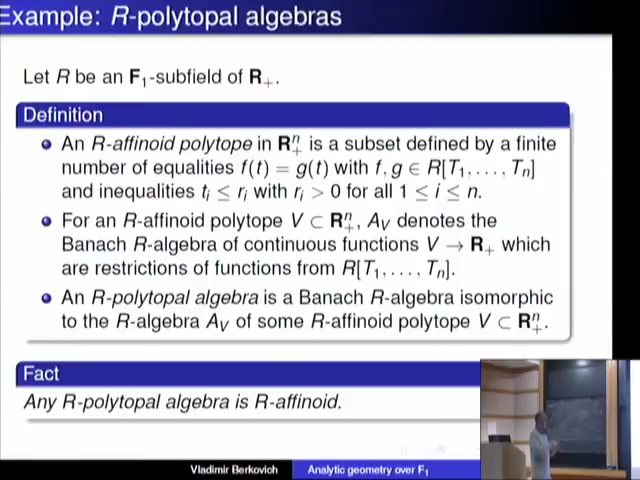 Example: R-polytopal algebras
Let R be an F₁-subfield of R₊.
Definition
An R-affinoid polytope in Rⁿ₊ is a subset defined by a finite
number of equalities f(t) = g(t) with f, g ∈ R[T₁, . . . , Tₙ]
and inequalities tᵢ ≤ rᵢ with rᵢ > 0 for all 1 ≤ i ≤ n.
For an R-affinoid polytope V ⊂ Rⁿ₊, A_V denotes the
Banach R-algebra of continuous functions V → R₊ which
are restrictions of functions from R[T₁, . . . , Tₙ].
An R-polytopal algebra is a Banach R-algebra isomorphic
to the R-algebra A_V of some R-affinoid polytope V ⊂ Rⁿ₊.
Fact
Any R-polytopal algebra is R-affinoid.
Vladimir Berkovich Analytic geometry over F₁